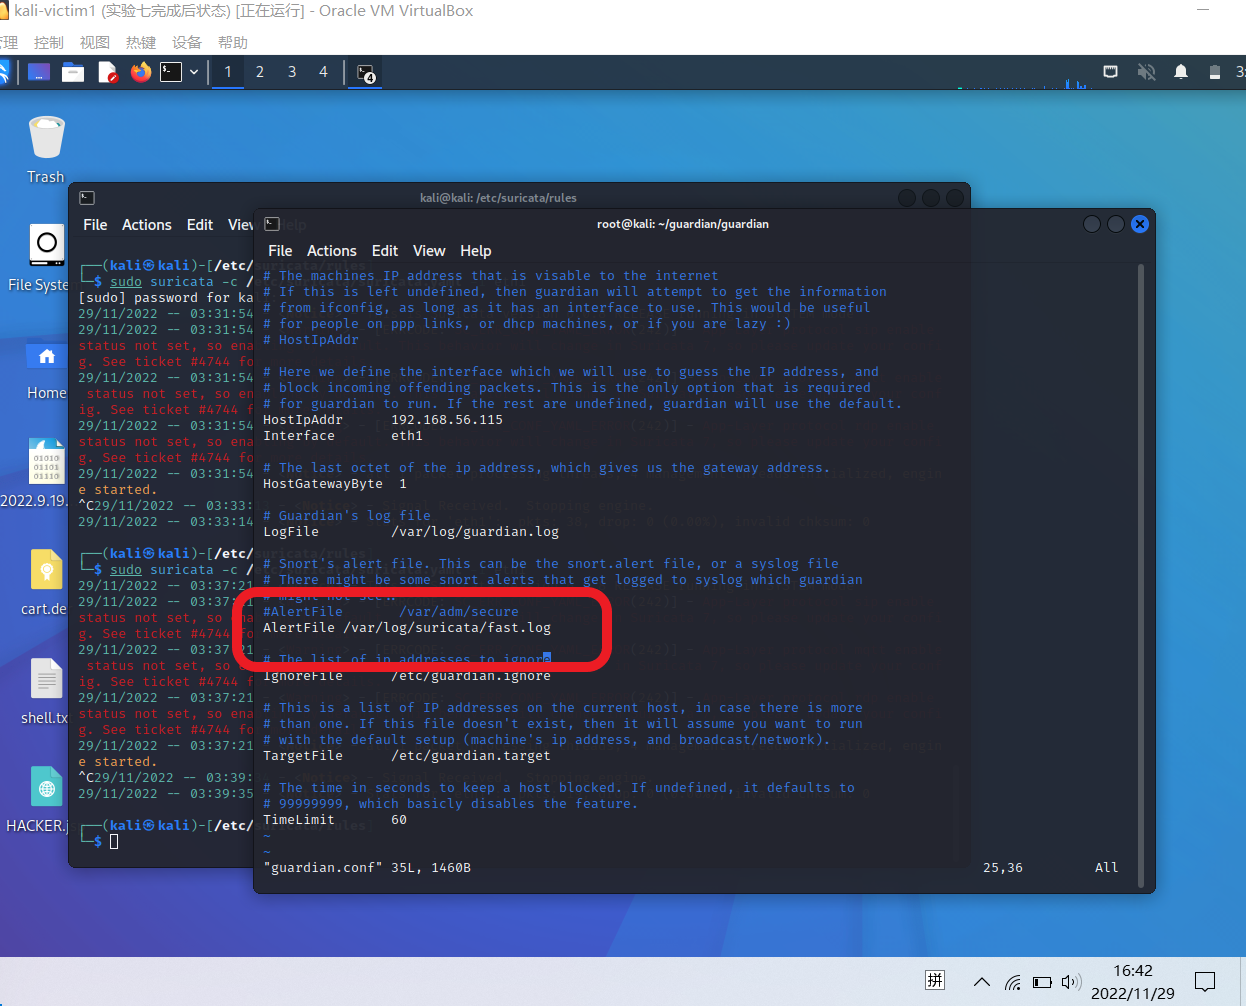 kali-victim1 (实验七完成后状态) [正在运行] - Oracle VM VirtualBox
管理 控制 视图 热键 设备 帮助
1 2 3 4
4
Trash
File Syste
Home
01010
01101
01110
2022.9.19.
cart.de
shell.tx
HACKER.j
kali@kali: /etc/suricata/rules
File Actions Edit View Help
┌──(kali㉿kali)-[/etc/suricata/rules
└─$ sudo suricata -c /
[sudo] password for ka
29/11/2022 -- 03:31:54
29/11/2022 -- 03:31:54
status not set, so ena
g. See ticket #4744 fo
29/11/2022 -- 03:31:54
 status not set, so en
ig. See ticket #4744 f
29/11/2022 -- 03:31:54
status not set, so ena
g. See ticket #4744 fo
29/11/2022 -- 03:31:54
e started.
^C29/11/2022 -- 03:33:
29/11/2022 -- 03:33:14
┌──(kali㉿kali)-[/etc/
└─$ sudo suricata -c /
29/11/2022 -- 03:37:21
29/11/2022 -- 03:37:
status not set, so e
g. See ticket #4744
29/11/2022 -- 03:37:
 status not set, so e
ig. See ticket #4744 f
29/11/2022 -- 03:37:21
status not set, so ena
g. See ticket #4744 fo
29/11/2022 -- 03:37:21
e started.
^C29/11/2022 -- 03:39:
29/11/2022 -- 03:39:35
┌──(kali㉿kali)-[/etc/
└─$
root@kali: ~/guardian/guardian
File Actions Edit View Help
# The machines IP address that is visable to the internet
# If this is left undefined, then guardian will attempt to get the information
# from ifconfig, as long as it has an interface to use. This would be useful
# for people on ppp links, or dhcp machines, or if you are lazy :)
# HostIpAddr
# Here we define the interface which we will use to guess the IP address, and
# block incoming offending packets. This is the only option that is required
# for guardian to run. If the rest are undefined, guardian will use the default.
HostIpAddr      192.168.56.115
Interface       eth1
# The last octet of the ip address, which gives us the gateway address.
HostGatewayByte  1
# Guardian's log file
LogFile         /var/log/guardian.log
# Snort's alert file. This can be the snort.alert file, or a syslog file
# There might be some snort alerts that get logged to syslog which guardian
# might not see..
#AlertFile       /var/adm/secure
AlertFile /var/log/suricata/fast.log
# The list of ip addresses to ignore
IgnoreFile      /etc/guardian.ignore
# This is a list of IP addresses on the current host, in case there is more
# than one. If this file doesn't exist, then it will assume you want to run
# with the default setup (machine's ip address, and broadcast/network).
TargetFile      /etc/guardian.target
# The time in seconds to keep a host blocked. If undefined, it defaults to
# 99999999, which basicly disables the feature.
TimeLimit       60
~
~
"guardian.conf" 35L, 1460B 25,36 All
拼
16:42
2022/11/29